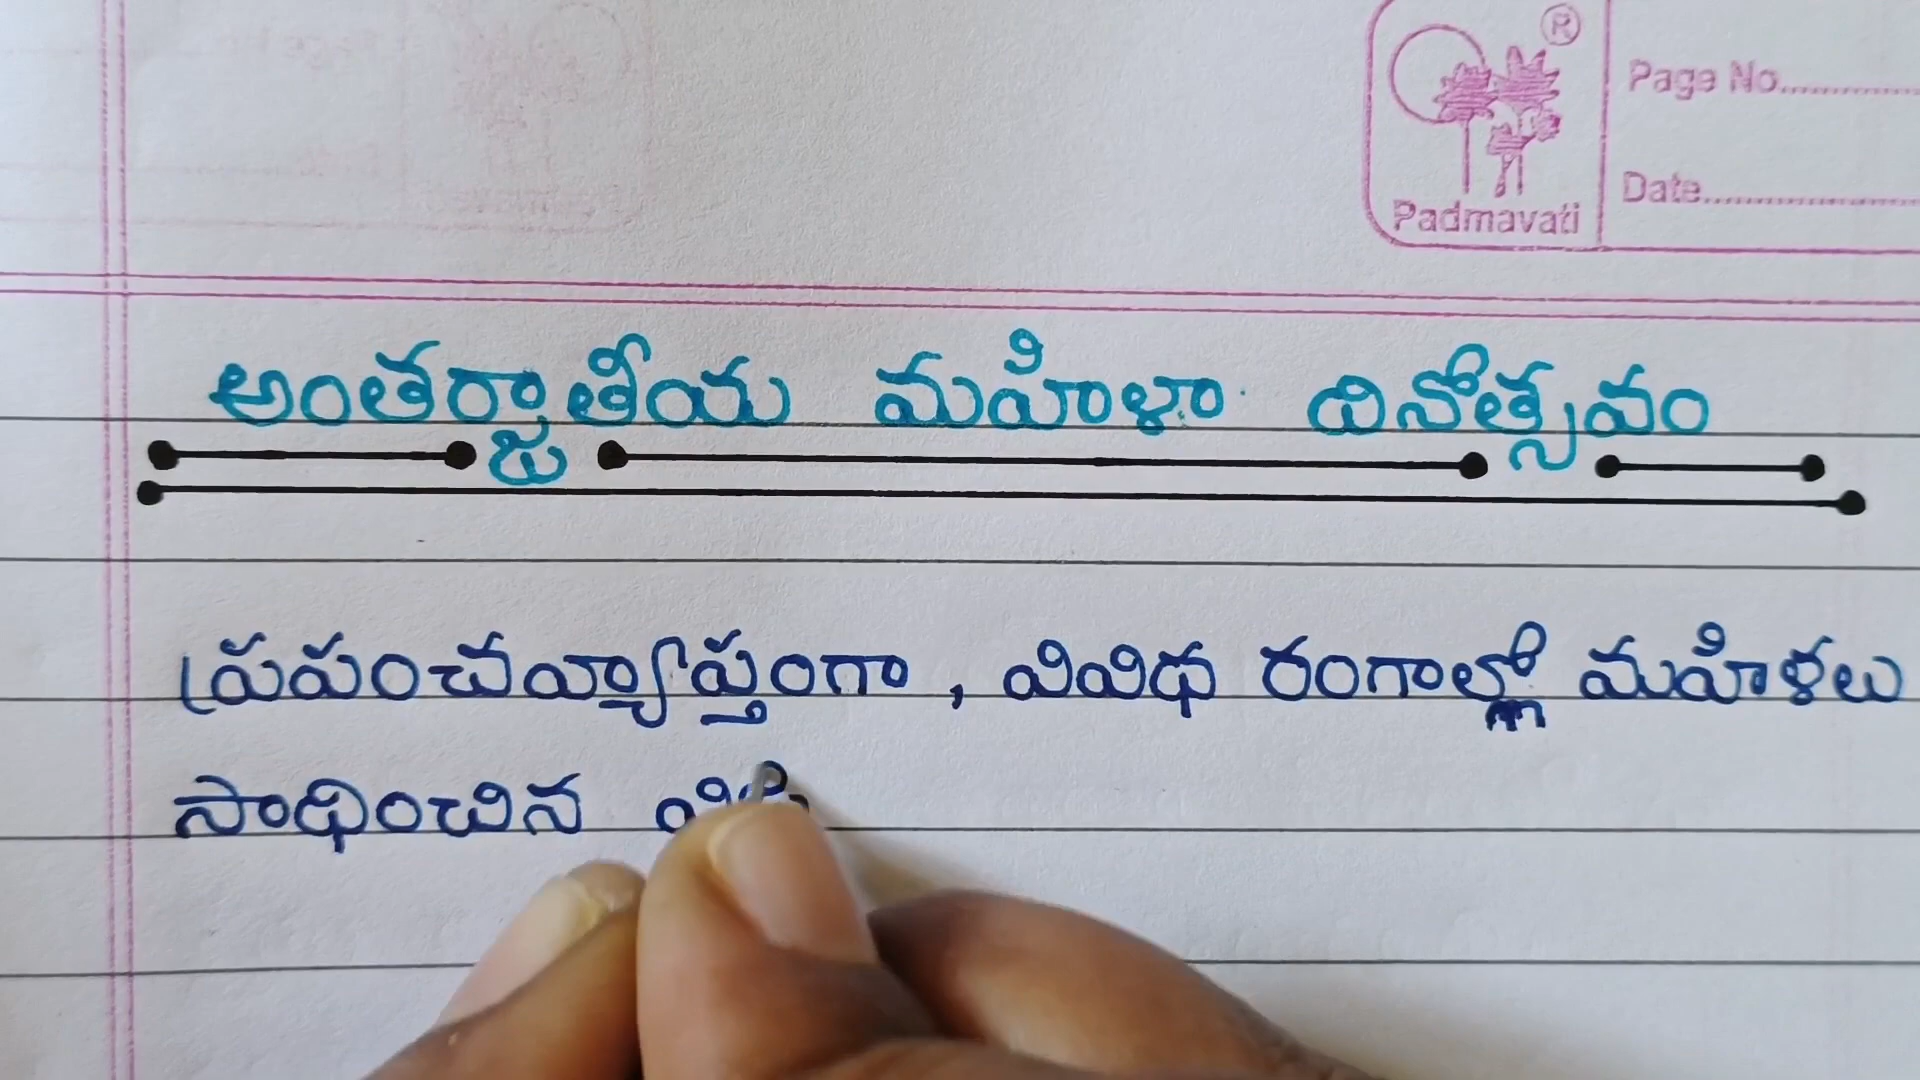 Padmavati
®
Page No..............
Date......................
అంతర్జాతీయ మహిళా దినోత్సవం
ప్రపంచవ్యాప్తంగా , వివిధ రంగాల్లో మహిళలు
సాధించిన